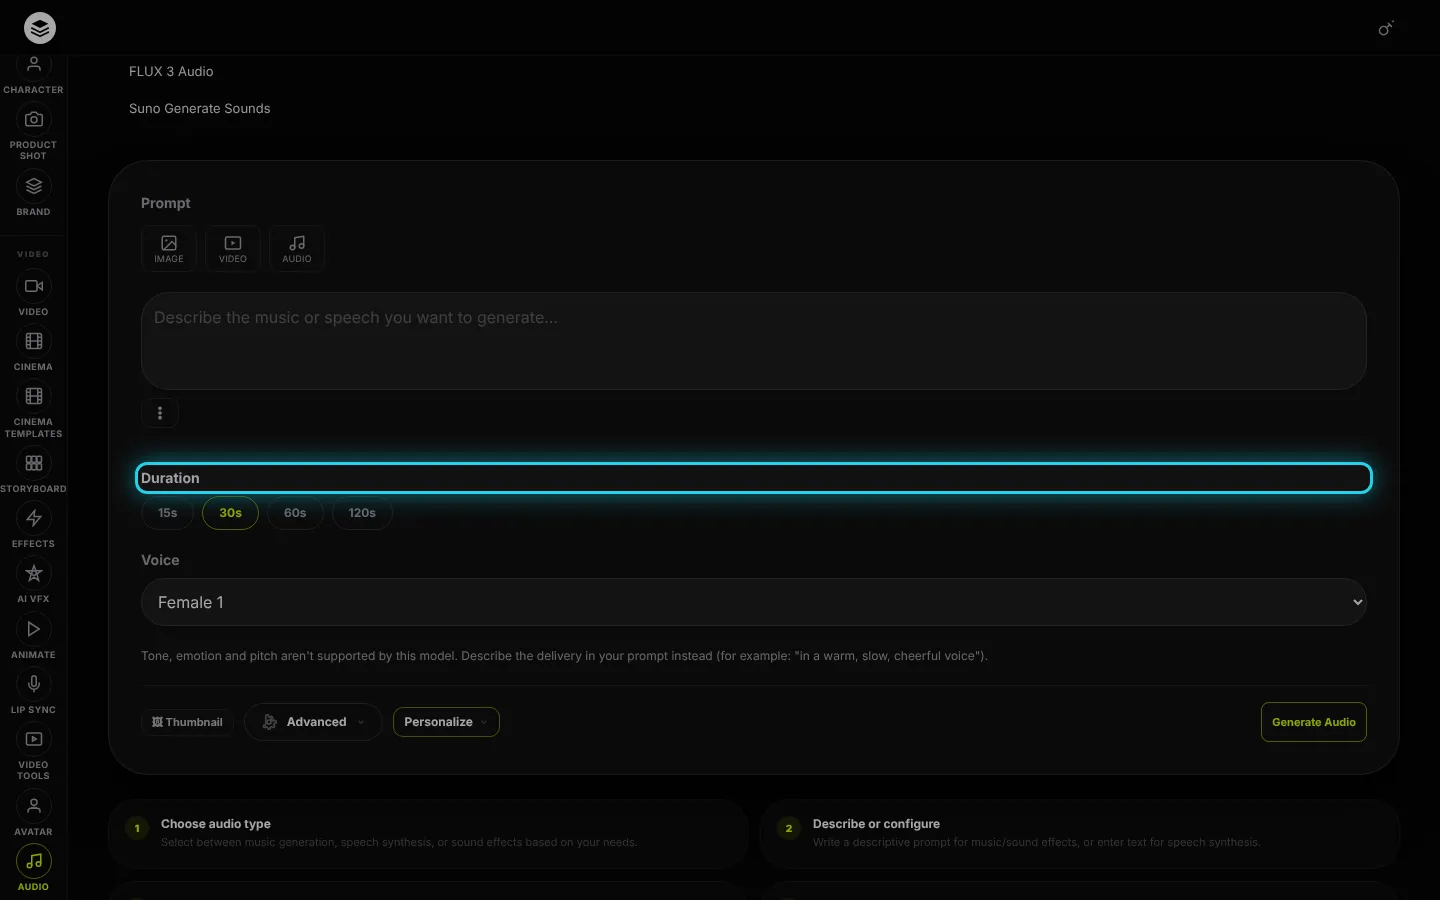 FLUX 3 Audio
Suno Generate Sounds
CHARACTER
PRODUCT
SHOT
BRAND
VIDEO
VIDEO
CINEMA
CINEMA
TEMPLATES
STORYBOARD
EFFECTS
AI VFX
ANIMATE
LIP SYNC
VIDEO
TOOLS
AVATAR
AUDIO
Prompt
IMAGE VIDEO AUDIO
Describe the music or speech you want to generate...
Duration
15s 30s 60s 120s
Voice
Female 1
Tone, emotion and pitch aren't supported by this model. Describe the delivery in your prompt instead (for example: "in a warm, slow, cheerful voice").
Thumbnail Advanced Personalize Generate Audio
1 Choose audio type
Select between music generation, speech synthesis, or sound effects based on your needs.
2 Describe or configure
Write a descriptive prompt for music/sound effects, or enter text for speech synthesis.